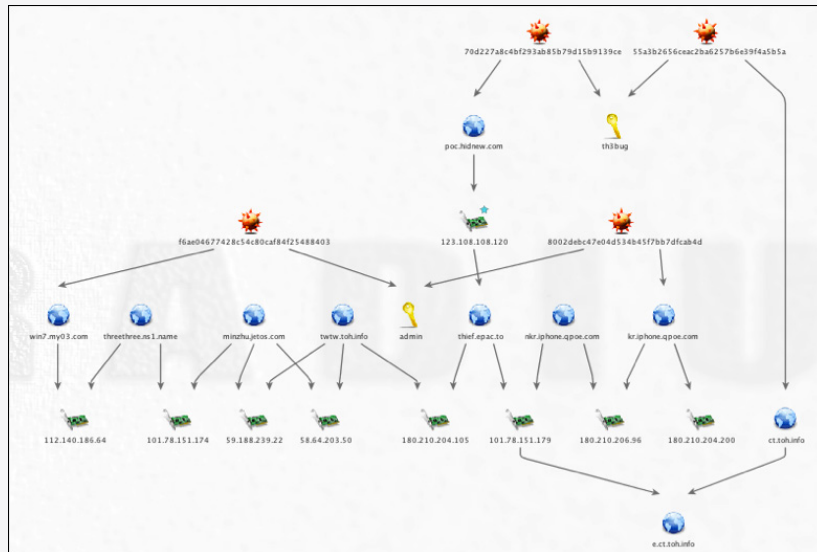 70d227a8c4bf293ab85b79d15b9139ce
55a3b2656ceac2ba6257b6e39f4a5b5a
poc.hidnew.com
th3bug
f6ae04677428c54c80caf84f25488403
123.108.108.120
8002debc47e04d534b45f7bb7dfcab4d
win7.my03.com
threethree.ns1.name
minzhu.jetos.com
twtw.toh.info
admin
thief.epac.to
nkr.iphone.qpoe.com
kr.iphone.qpoe.com
112.140.186.64
101.78.151.174
59.188.239.22
58.64.203.50
180.210.204.105
101.78.151.179
180.210.206.96
180.210.204.200
ct.toh.info
e.ct.toh.info